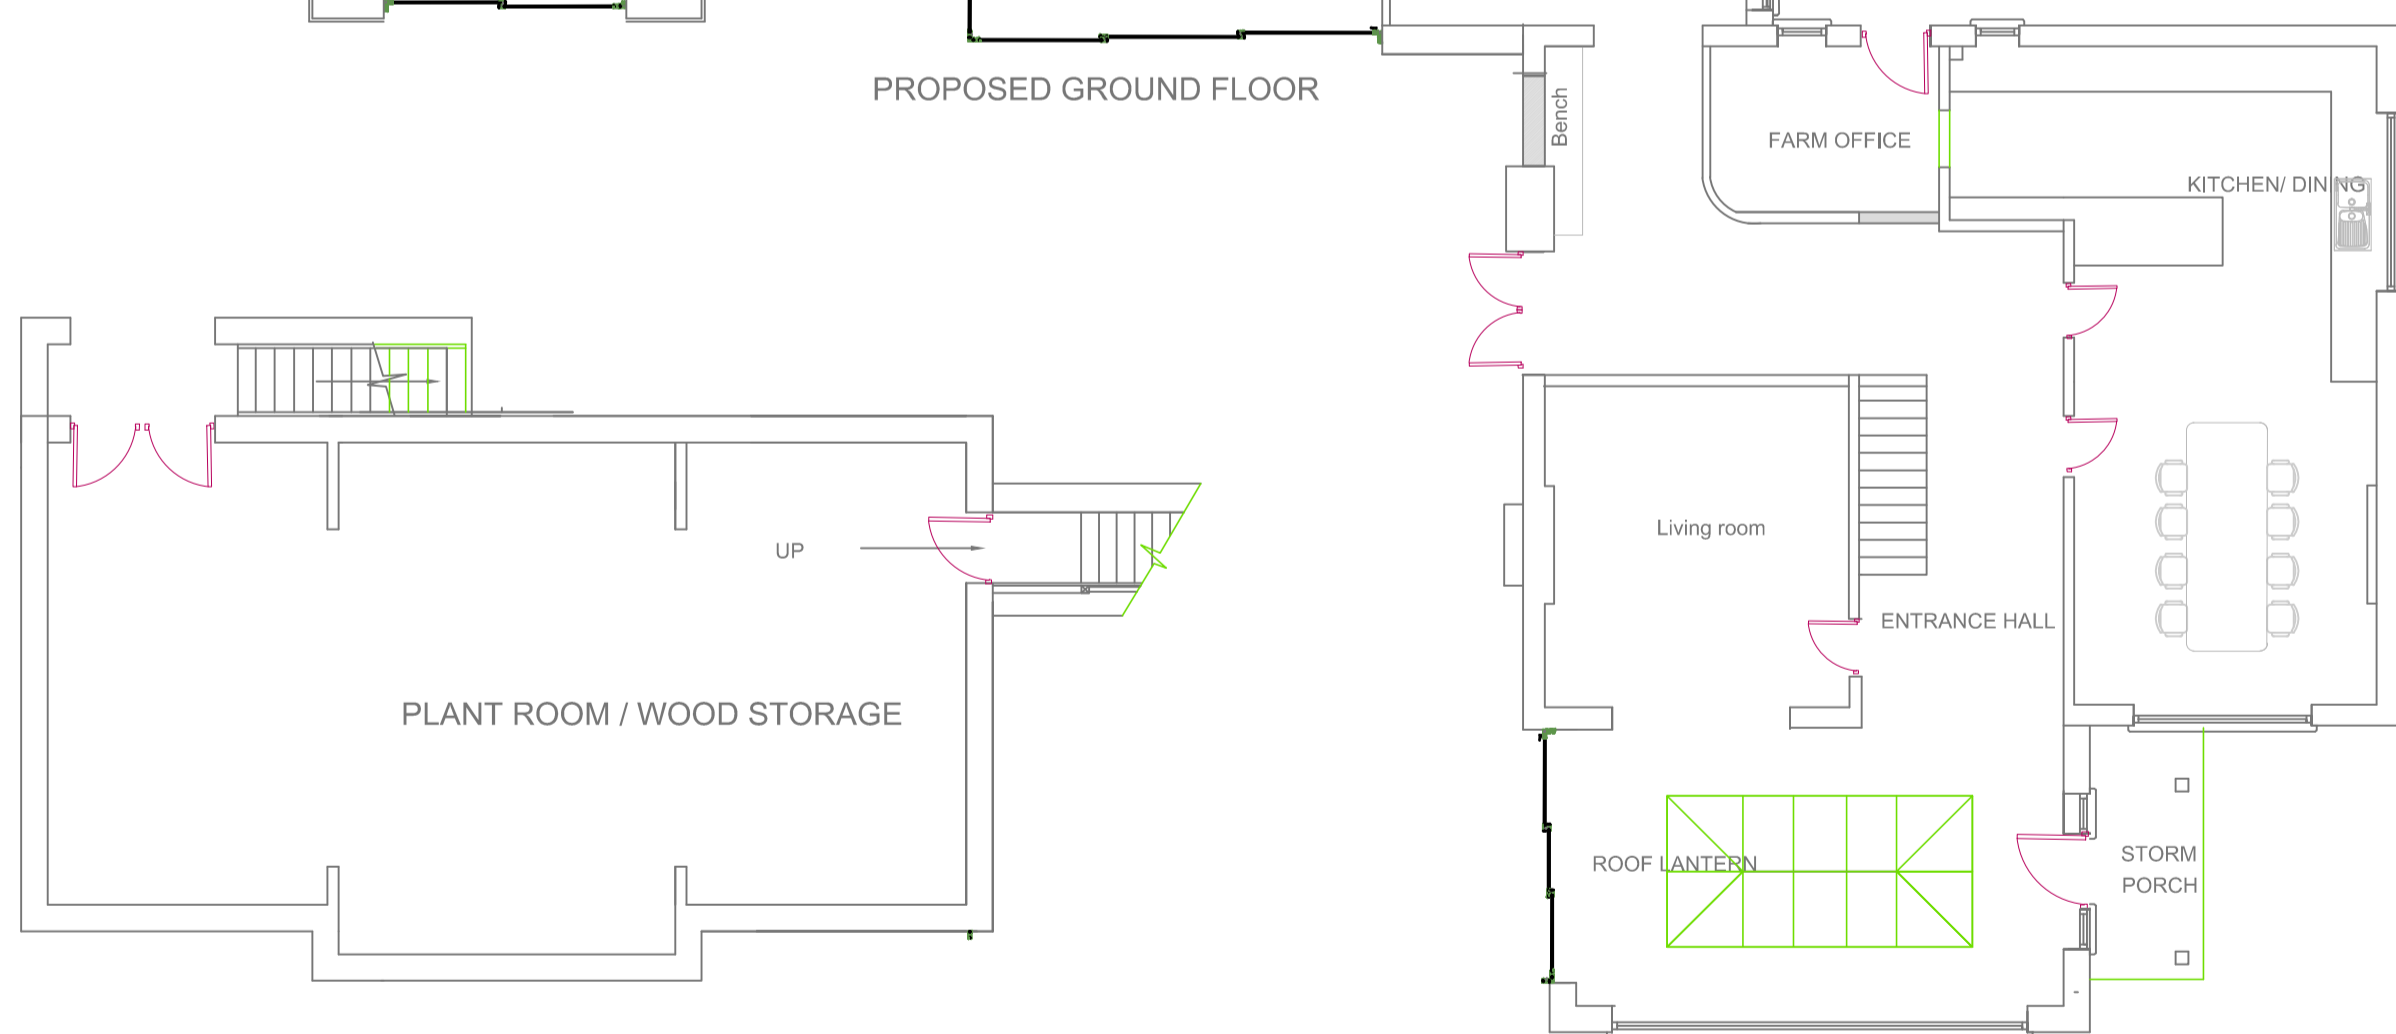 PROPOSED GROUND FLOOR
Bench
FARM OFFICE
KITCHEN/ DINING
UP
Living room
ENTRANCE HALL
PLANT ROOM / WOOD STORAGE
ROOF LANTERN
STORM
PORCH